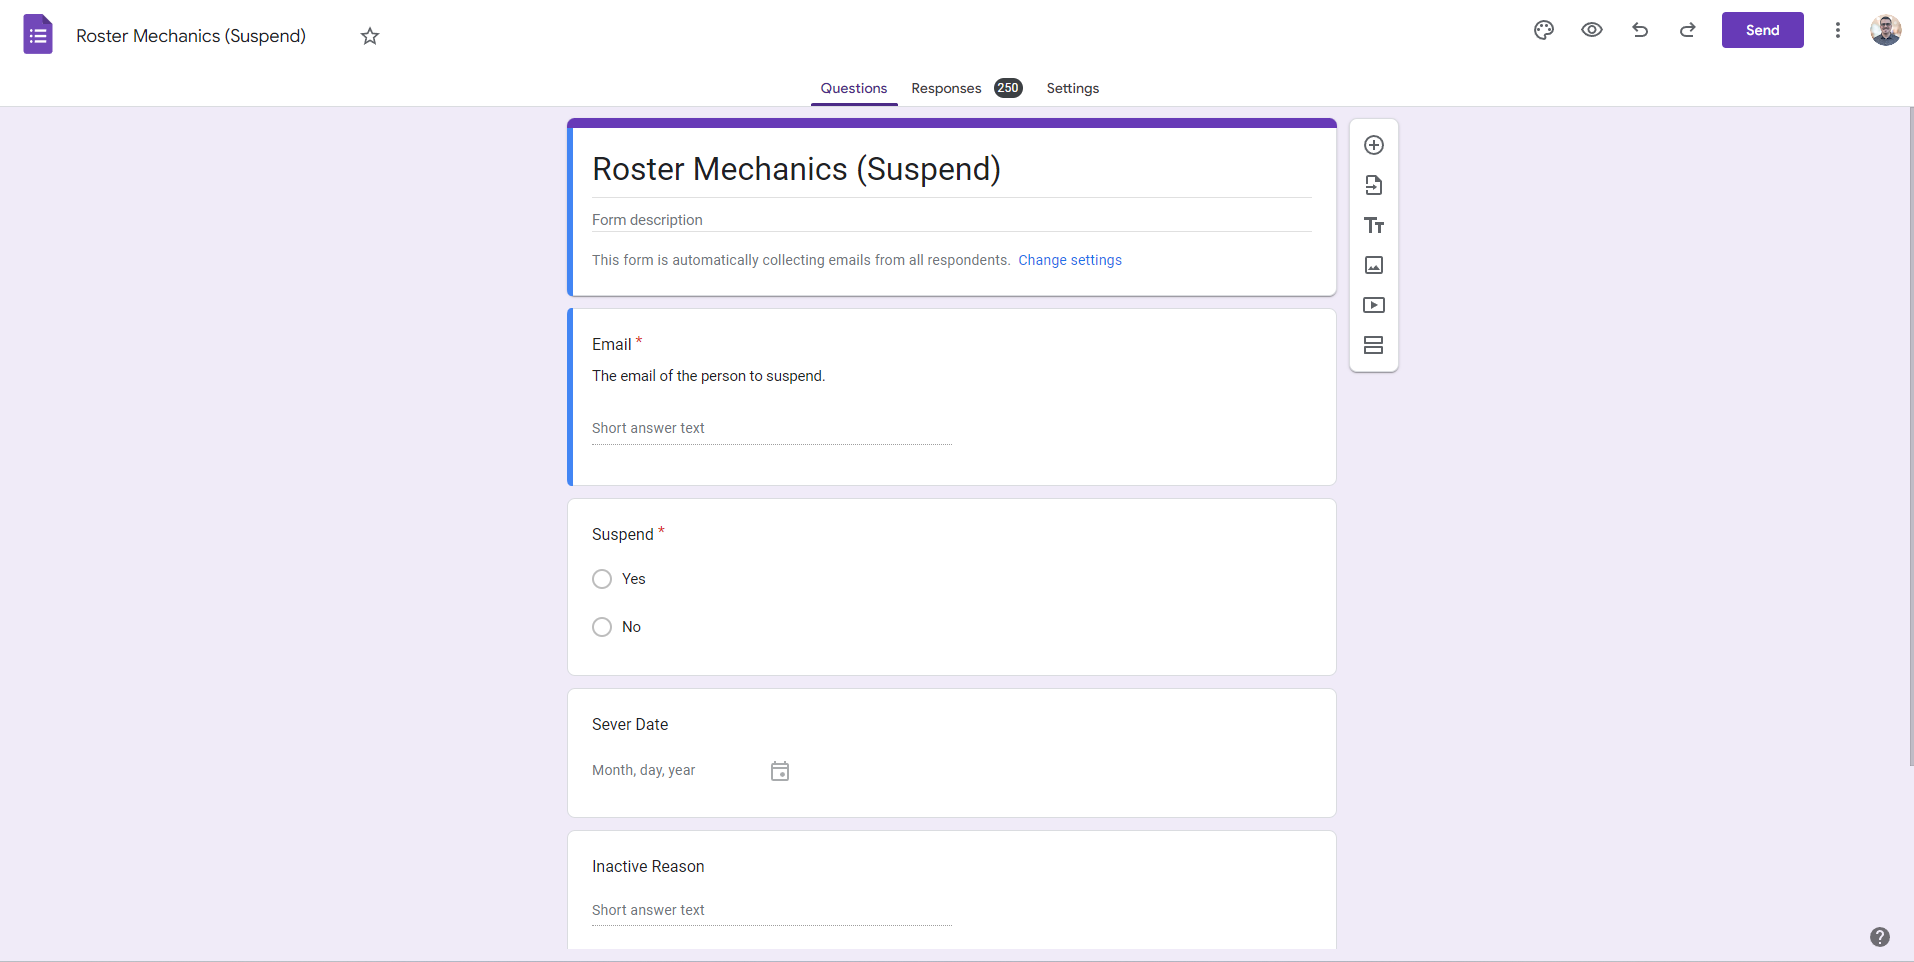 Roster Mechanics (Suspend)
Send
Questions Responses 250 Settings
Roster Mechanics (Suspend)
Form description
This form is automatically collecting emails from all respondents. Change settings
Tт
Email *
The email of the person to suspend.
Short answer text
Suspend *
Yes
No
Sever Date
Month, day, year
Inactive Reason
Short answer text
?